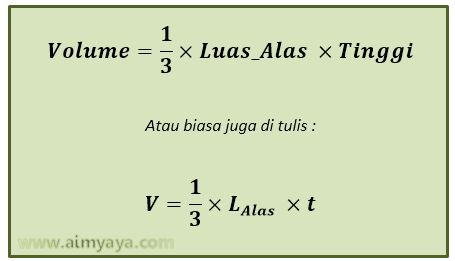 Volume = 1/3 × Luas_Alas × Tinggi
Atau biasa juga di tulis :
V = 1/3 × L_Alas × t
www.aimyaya.com